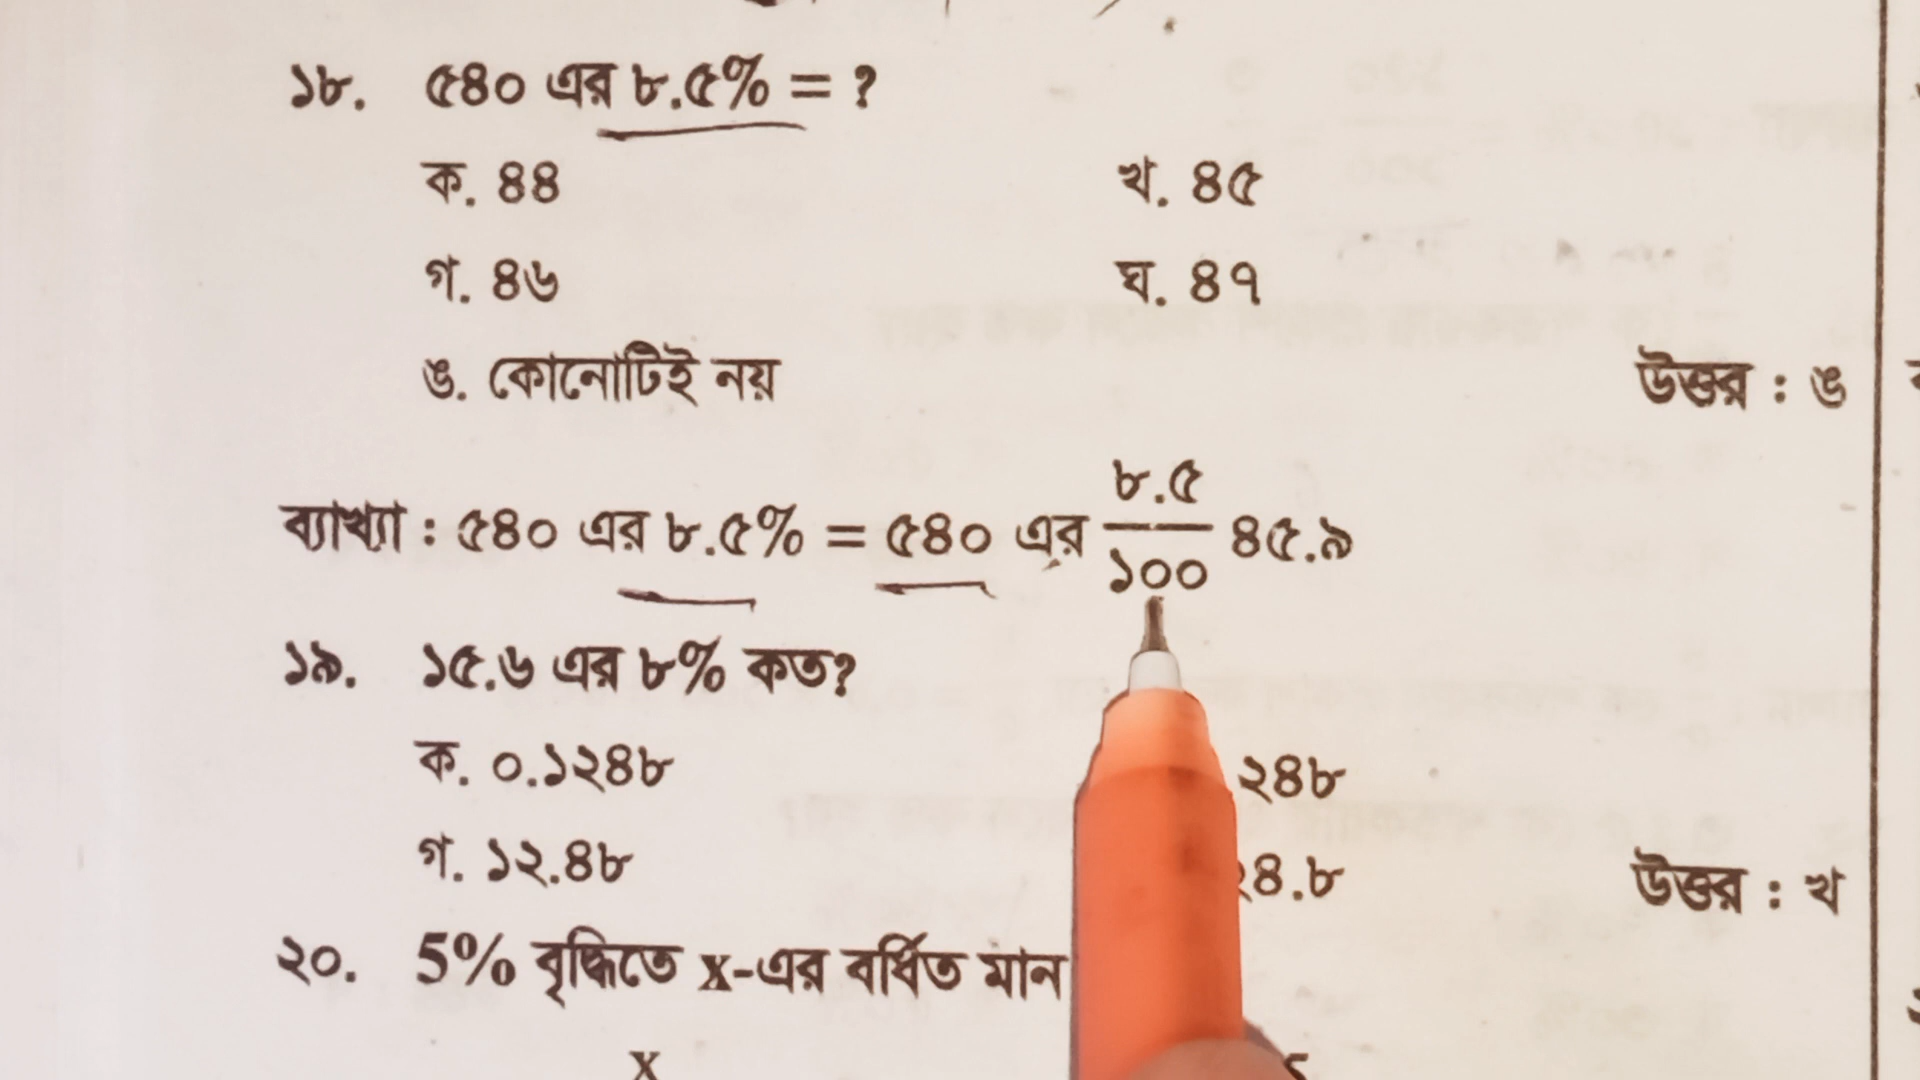 ১৮. ৫৪০ এর ৮.৫% = ?
ক. ৪৪ খ. ৪৫
গ. ৪৬ ঘ. ৪৭
ঙ. কোনোটিই নয় উত্তর : ঙ
ব্যাখ্যা : ৫৪০ এর ৮.৫% = ৫৪০ এর ৮.৫/১০০ ৪৫.৯
১৯. ১৫.৬ এর ৮% কত?
ক. ০.১২৪৮ ২৪৮
গ. ১২.৪৮ ২৪.৮ উত্তর : খ
২০. 5% বৃদ্ধিতে x-এর বর্ধিত মান
x